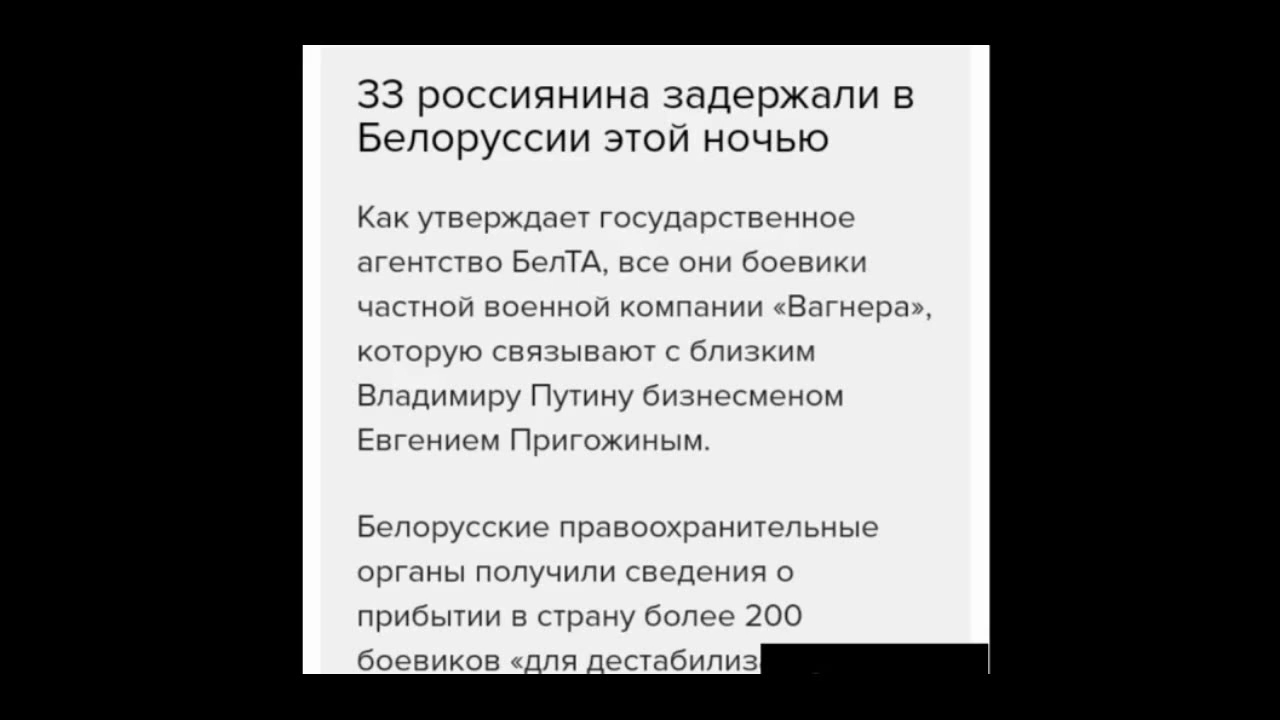 33 россиянина задержали в
Белоруссии этой ночью
Как утверждает государственное
агентство БелТА, все они боевики
частной военной компании «Вагнера»,
которую связывают с близким
Владимиру Путину бизнесменом
Евгением Пригожиным.
Белорусские правоохранительные
органы получили сведения о
прибытии в страну более 200
боевиков «для